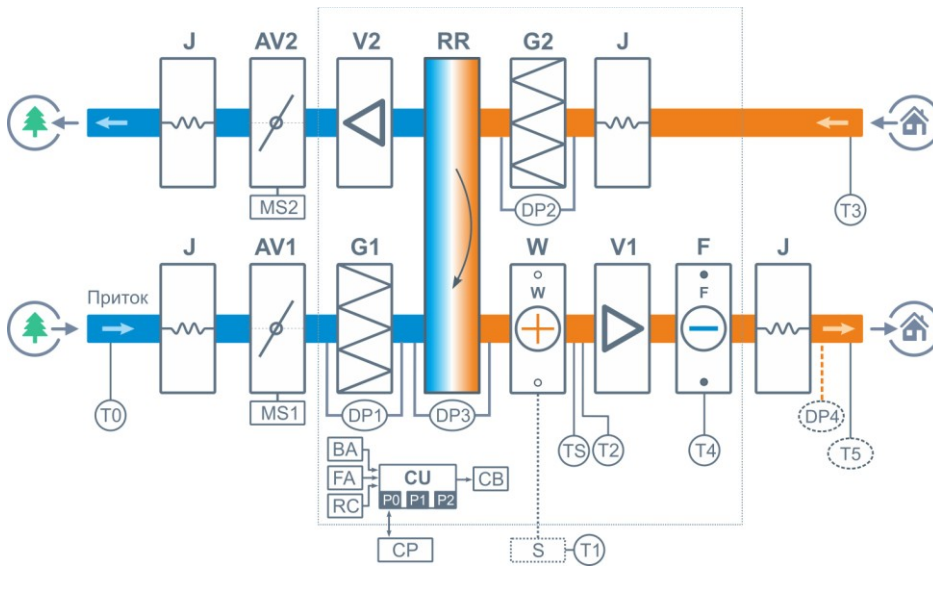 J AV2 V2 RR G2 J
MS2
DP2
T3
J AV1 G1 W V1 F J
Приток
W
F
T0
MS1
DP1
DP3
TS
T2
T4
DP4
T5
BA
FA
RC
CU
P0 P1 P2
CB
CP
S
T1